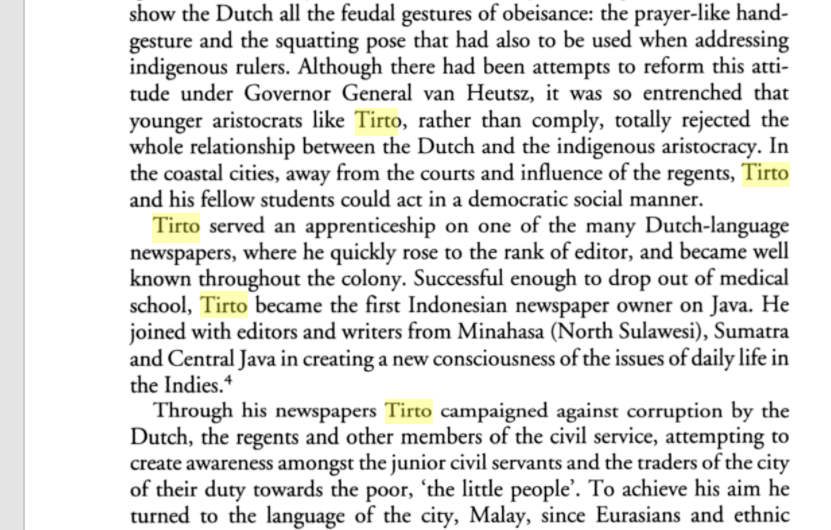 show the Dutch all the feudal gestures of obeisance: the prayer-like hand-
gesture and the squatting pose that had also to be used when addressing
indigenous rulers. Although there had been attempts to reform this atti-
tude under Governor General van Heutsz, it was so entrenched that
younger aristocrats like Tirto, rather than comply, totally rejected the
whole relationship between the Dutch and the indigenous aristocracy. In
the coastal cities, away from the courts and influence of the regents, Tirto
and his fellow students could act in a democratic social manner.
Tirto served an apprenticeship on one of the many Dutch-language
newspapers, where he quickly rose to the rank of editor, and became well
known throughout the colony. Successful enough to drop out of medical
school, Tirto became the first Indonesian newspaper owner on Java. He
joined with editors and writers from Minahasa (North Sulawesi), Sumatra
and Central Java in creating a new consciousness of the issues of daily life in
the Indies.⁴
Through his newspapers Tirto campaigned against corruption by the
Dutch, the regents and other members of the civil service, attempting to
create awareness amongst the junior civil servants and the traders of the city
of their duty towards the poor, ‘the little people’. To achieve his aim he
turned to the language of the city, Malay, since Eurasians and ethnic